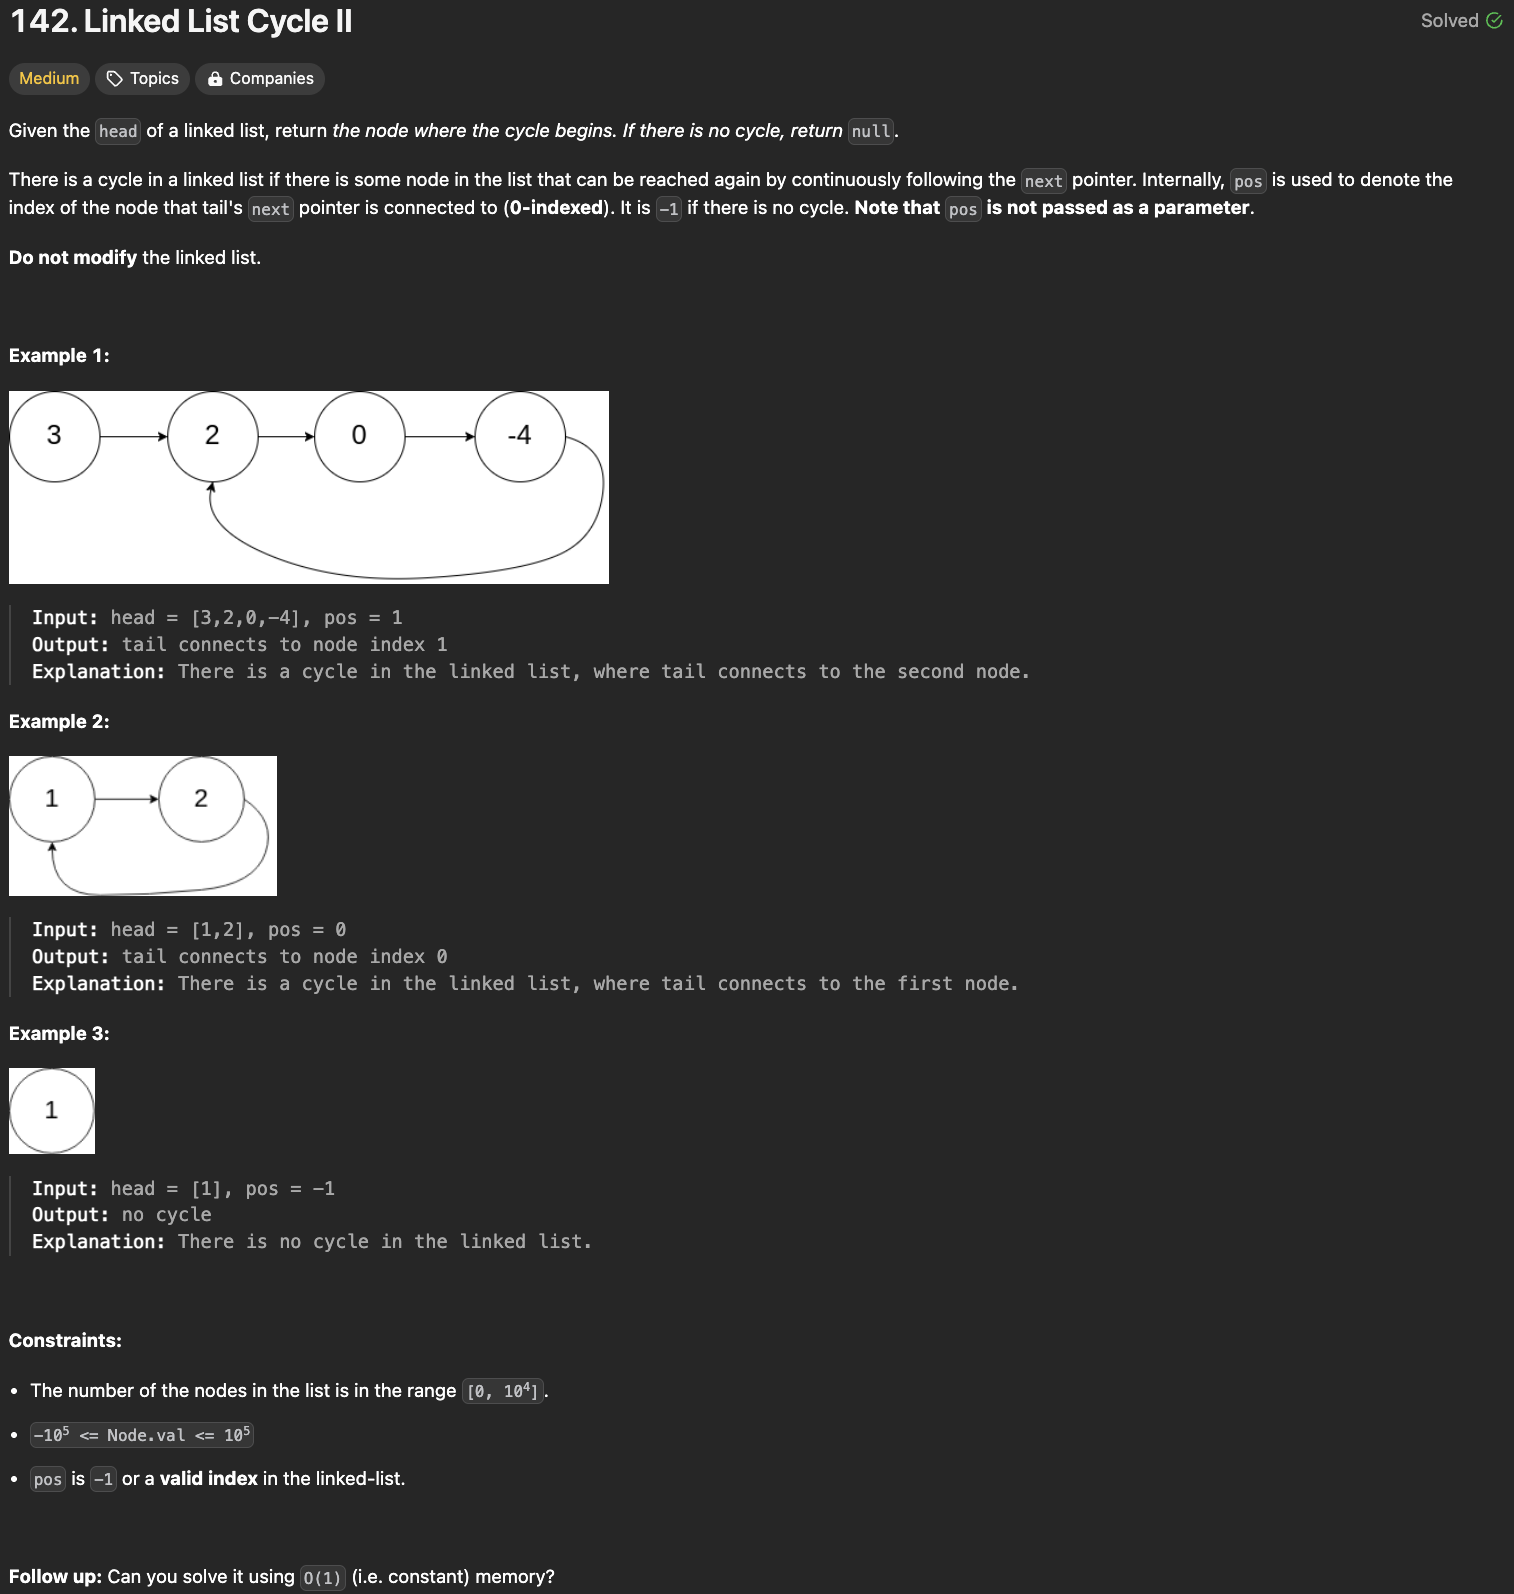 142. Linked List Cycle II
Solved
Medium Topics Companies
Given the head of a linked list, return the node where the cycle begins. If there is no cycle, return null.
There is a cycle in a linked list if there is some node in the list that can be reached again by continuously following the next pointer. Internally, pos is used to denote the
index of the node that tail's next pointer is connected to (0-indexed). It is -1 if there is no cycle. Note that pos is not passed as a parameter.
Do not modify the linked list.
Example 1:
3 2 0 -4
Input: head = [3,2,0,-4], pos = 1
Output: tail connects to node index 1
Explanation: There is a cycle in the linked list, where tail connects to the second node.
Example 2:
1 2
Input: head = [1,2], pos = 0
Output: tail connects to node index 0
Explanation: There is a cycle in the linked list, where tail connects to the first node.
Example 3:
1
Input: head = [1], pos = -1
Output: no cycle
Explanation: There is no cycle in the linked list.
Constraints:
• The number of the nodes in the list is in the range [0, 10⁴].
• -10⁵ <= Node.val <= 10⁵
• pos is -1 or a valid index in the linked-list.
Follow up: Can you solve it using O(1) (i.e. constant) memory?